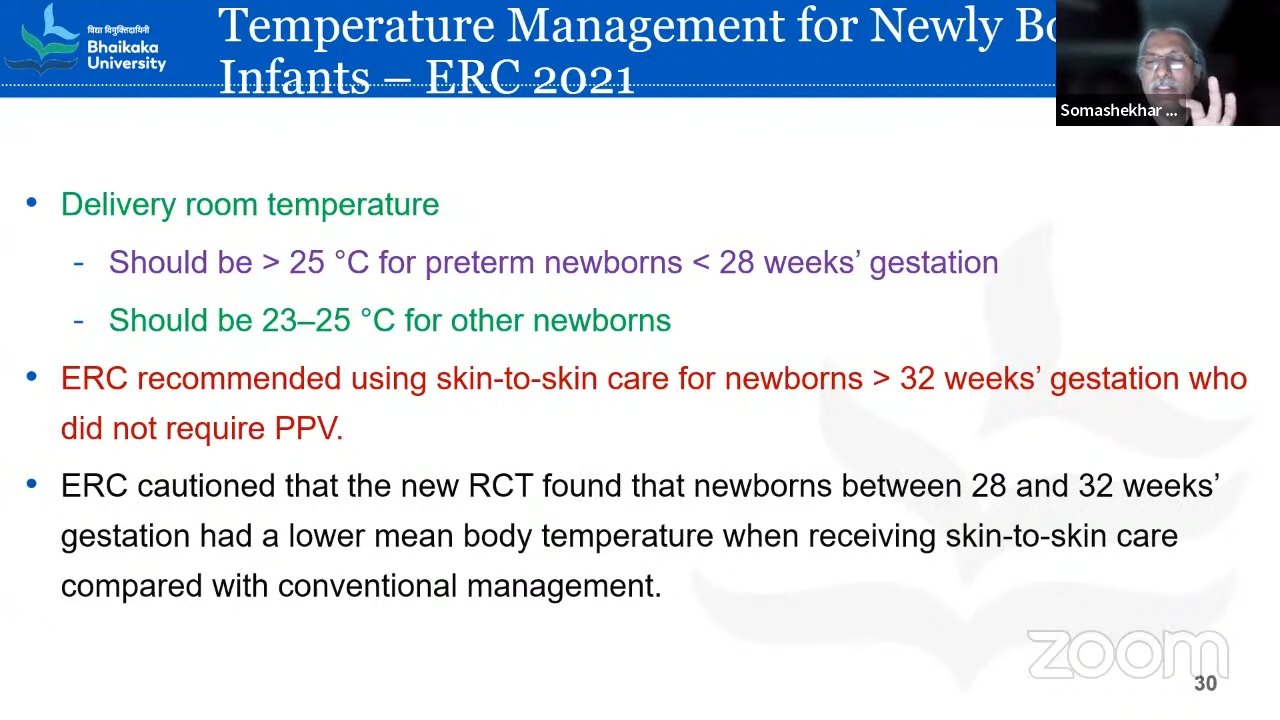 विद्या विमुक्तिदायिनी
Bhaikaka
University
Temperature Management for Newly Bo
Infants – ERC 2021
Somashekhar ...
• Delivery room temperature
- Should be > 25 °C for preterm newborns < 28 weeks’ gestation
- Should be 23–25 °C for other newborns
• ERC recommended using skin-to-skin care for newborns > 32 weeks’ gestation who
did not require PPV.
• ERC cautioned that the new RCT found that newborns between 28 and 32 weeks’
gestation had a lower mean body temperature when receiving skin-to-skin care
compared with conventional management.
zoom
30